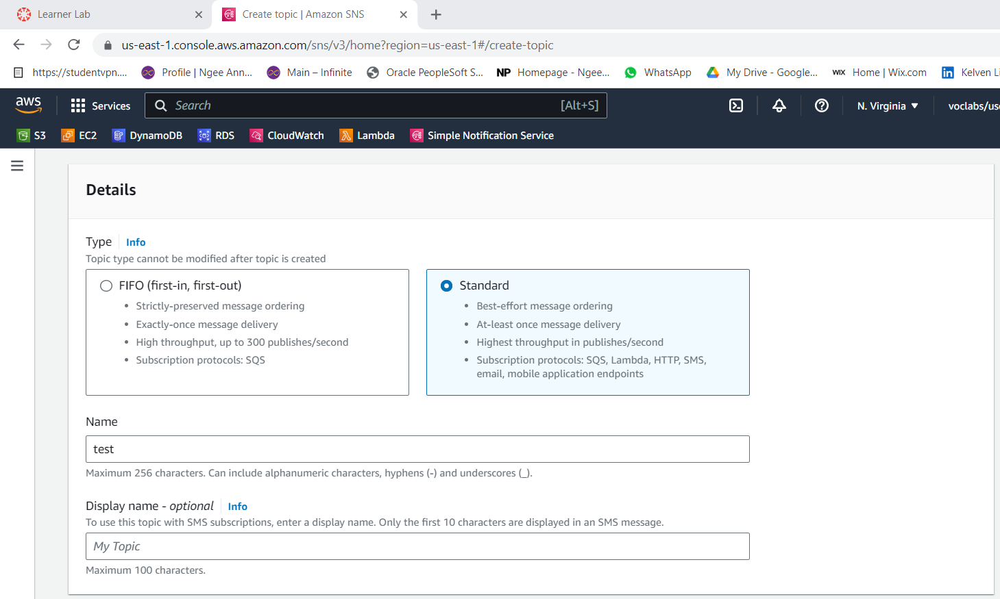 Learner Lab
Create topic | Amazon SNS
us-east-1.console.aws.amazon.com/sns/v3/home?region=us-east-1#/create-topic
https://studentvpn....
Profile | Ngee Ann...
Main – Infinite
Oracle PeopleSoft S...
NP Homepage - Ngee...
WhatsApp
My Drive - Google...
WIX Home | Wix.com
in Kelven Li
aws
Services
Search [Alt+S]
N. Virginia
voclabs/use
S3
EC2
DynamoDB
RDS
CloudWatch
Lambda
Simple Notification Service
Details
Type Info
Topic type cannot be modified after topic is created
FIFO (first-in, first-out)
• Strictly-preserved message ordering
• Exactly-once message delivery
• High throughput, up to 300 publishes/second
• Subscription protocols: SQS
Standard
• Best-effort message ordering
• At-least once message delivery
• Highest throughput in publishes/second
• Subscription protocols: SQS, Lambda, HTTP, SMS,
email, mobile application endpoints
Name
test
Maximum 256 characters. Can include alphanumeric characters, hyphens (-) and underscores (_).
Display name - optional Info
To use this topic with SMS subscriptions, enter a display name. Only the first 10 characters are displayed in an SMS message.
My Topic
Maximum 100 characters.